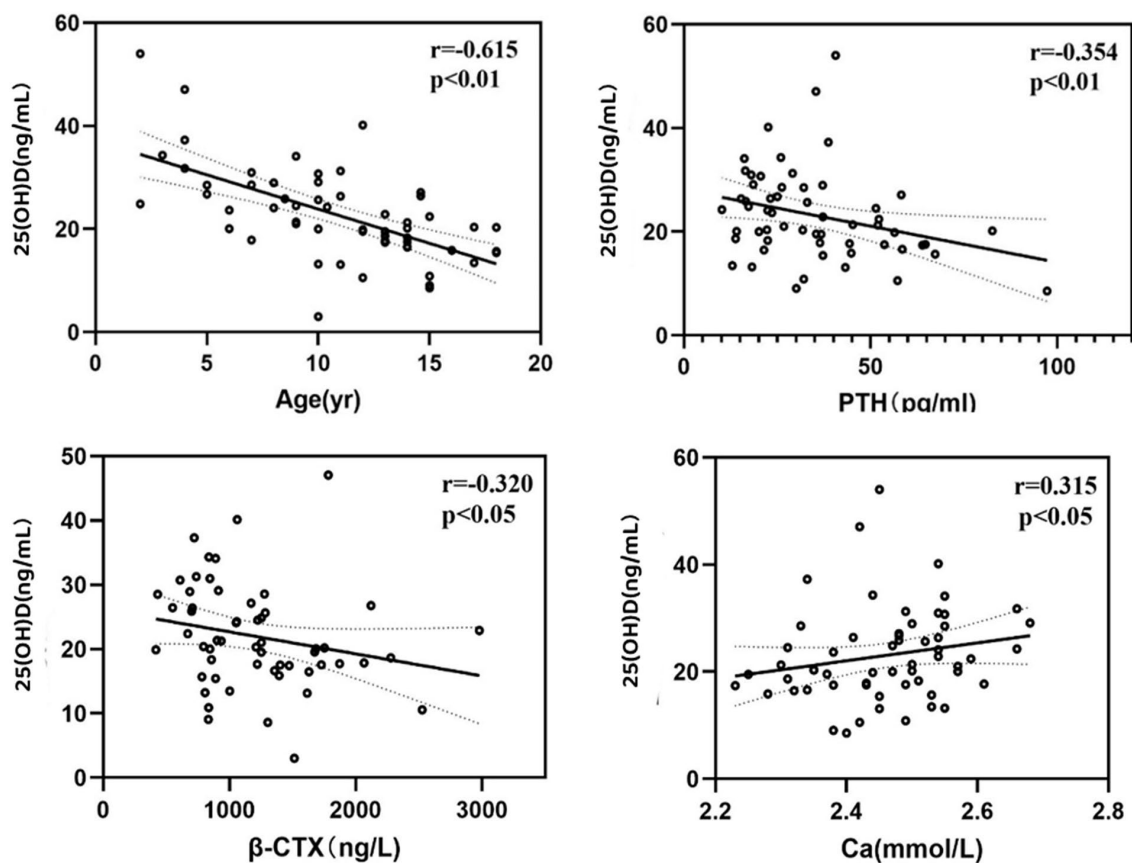 60
40
20
0
25(OH)D(ng/mL)
r=-0.615
p<0.01
0 5 10 15 20
Age(yr)
60
40
20
0
25(OH)D(ng/mL)
r=-0.354
p<0.01
0 50 100
PTH(pg/ml)
50
40
30
20
10
0
25(OH)D(ng/mL)
r=-0.320
p<0.05
0 1000 2000 3000
β-CTX(ng/L)
60
40
20
0
25(OH)D(ng/mL)
r=0.315
p<0.05
2.2 2.4 2.6 2.8
Ca(mmol/L)